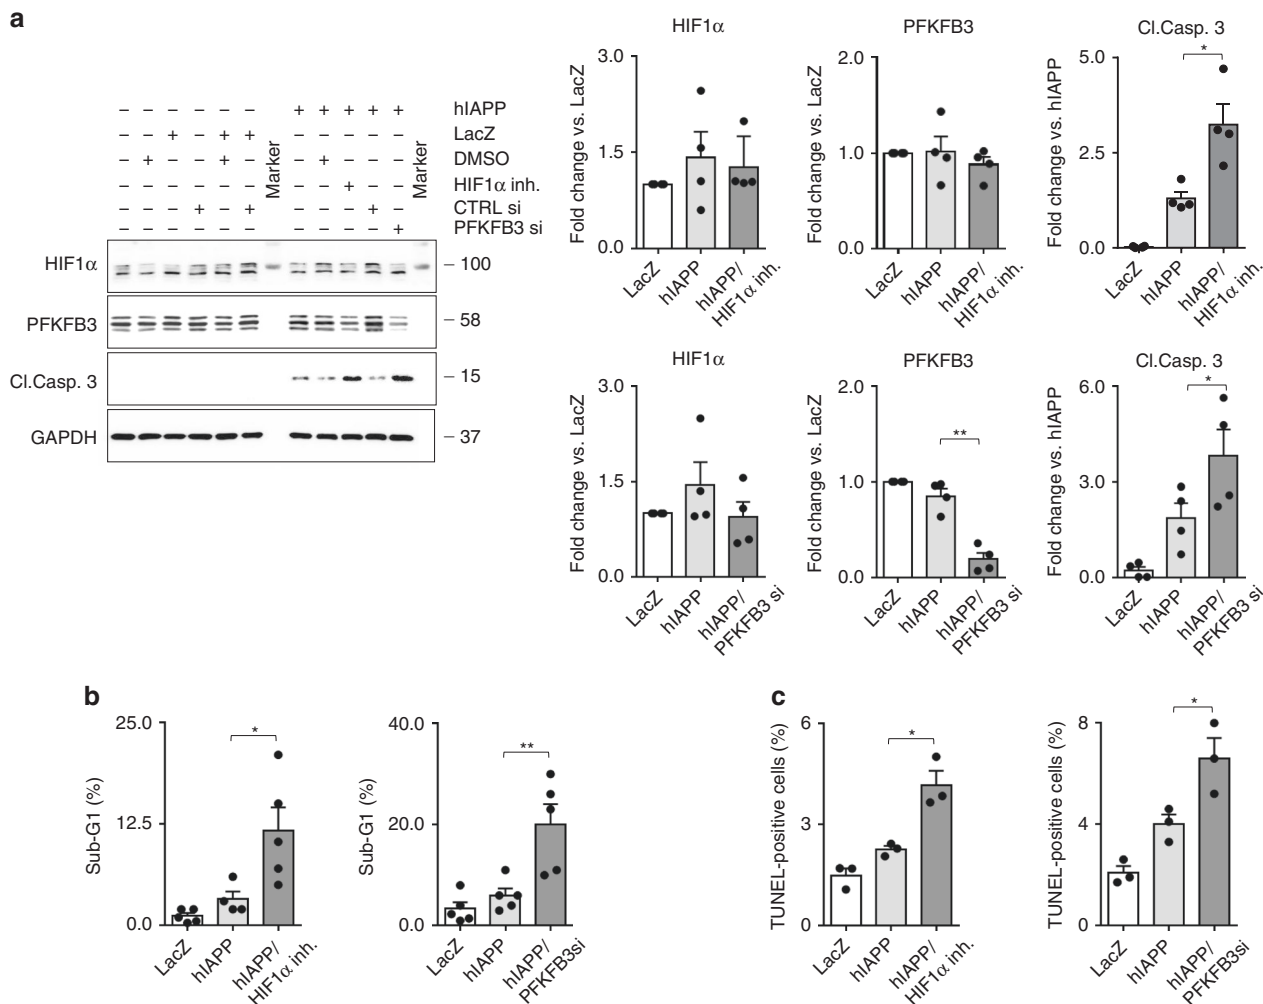 a
– – – – – – + + + + + hIAPP
– – + – + + – – – – – LacZ
– + – – + – – + – – – DMSO
– – – – – – – – + – – HIF1α inh.
– – – + – + – – – + – CTRL si
– – – – – – – – – – + PFKFB3 si
Marker
Marker
HIF1α
– 100
PFKFB3
– 58
Cl.Casp. 3
– 15
GAPDH
– 37
HIF1α
Fold change vs. LacZ
3.0
1.5
0.0
LacZ
hIAPP
hIAPP/
HIF1α inh.
PFKFB3
Fold change vs. LacZ
2.0
1.0
0.0
LacZ
hIAPP
hIAPP/
HIF1α inh.
Cl.Casp. 3
Fold change vs. hIAPP
5.0
2.5
0.0
*
LacZ
hIAPP
hIAPP/
HIF1α inh.
HIF1α
Fold change vs. LacZ
3.0
1.5
0.0
LacZ
hIAPP
hIAPP/
PFKFB3 si
PFKFB3
Fold change vs. LacZ
2.0
1.0
0.0
**
LacZ
hIAPP
hIAPP/
PFKFB3 si
Cl.Casp. 3
Fold change vs. hIAPP
6.0
3.0
0.0
*
LacZ
hIAPP
hIAPP/
PFKFB3 si
b
Sub-G1 (%)
25.0
12.5
0.0
*
LacZ
hIAPP
hIAPP/
HIF1α inh.
Sub-G1 (%)
40.0
20.0
0.0
**
LacZ
hIAPP
hIAPP/
PFKFB3si
c
TUNEL-positive cells (%)
6
3
0
*
LacZ
hIAPP
hIAPP/
HIF1α inh.
TUNEL-positive cells (%)
8
4
0
*
LacZ
hIAPP
hIAPP/
PFKFB3si